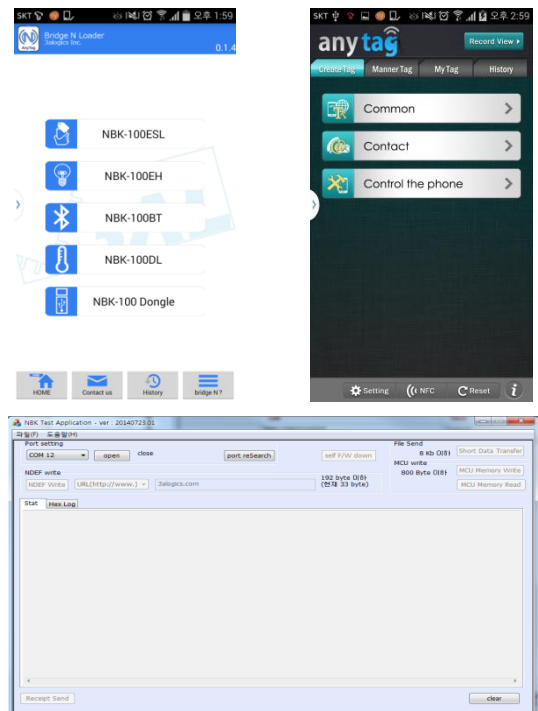 SKT 오후 1:59
Bridge N Loader
3alogics Inc.
0.1.4
AnyTag
NBK-100ESL
NBK-100EH
NBK-100BT
NBK-100DL
NBK-100 Dongle
HOME
Contact us
History
bridge N ?
SKT 오후 2:59
any tag
Record View
Create Tag
Manner Tag
My Tag
History
Common
Contact
Control the phone
Setting
NFC
Reset
i
NBK Test Application - ver : 20140723.01
파일(F) 도움말(H)
Port setting
COM 12
open
close
port reSearch
self F/W down
File Send
8 Kb 이하
Short Data Transfer
NDEF write
NDEF Write
URL(http://www.)
3alogics.com
192 byte 이하
(현재 33 byte)
MCU write
800 Byte 이하
MCU Memory Write
MCU Memory Read
Stat
Hex Log
Receipt Send
clear